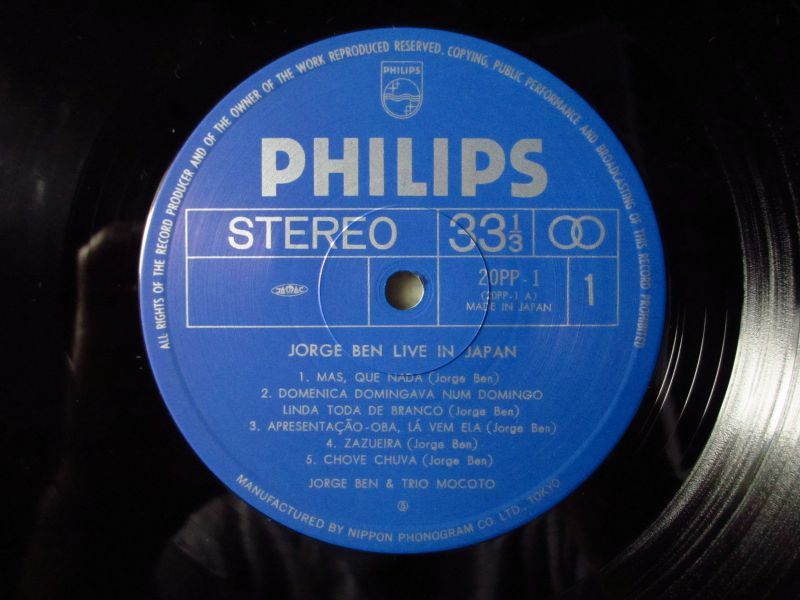 ALL RIGHTS OF THE RECORD PRODUCER AND OF THE OWNER OF THE WORK REPRODUCED RESERVED. COPYING, PUBLIC PERFORMANCE AND BROADCASTING OF THIS RECORD PROHIBITED
PHILIPS
PHILIPS
STEREO 33 1/3
JASRAC 20PP-1 1
(20PP-1 A)
MADE IN JAPAN
JORGE BEN LIVE IN JAPAN
1. MAS, QUE NADA (Jorge Ben)
2. DOMENICA DOMINGAVA NUM DOMINGO
LINDA TODA DE BRANCO (Jorge Ben)
3. APRESENTAÇÃO-OBA, LÁ VEM ELA (Jorge Ben)
4. ZAZUEIRA (Jorge Ben)
5. CHOVE CHUVA (Jorge Ben)
JORGE BEN & TRIO MOCOTO
MANUFACTURED BY NIPPON PHONOGRAM CO. LTD., TOKYO